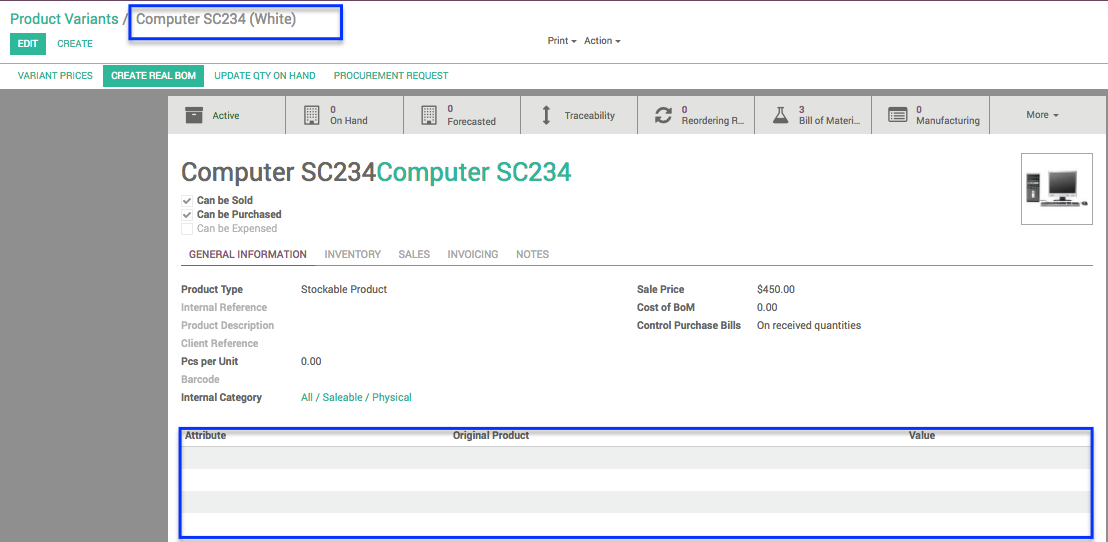 Product Variants / Computer SC234 (White)
EDIT CREATE Print Action
VARIANT PRICES CREATE REAL BOM UPDATE QTY ON HAND PROCUREMENT REQUEST
Active 0 On Hand 0 Forecasted Traceability 0 Reordering R... 3 Bill of Materi... 0 Manufacturing More
Computer SC234Computer SC234
Can be Sold
Can be Purchased
Can be Expensed
GENERAL INFORMATION INVENTORY SALES INVOICING NOTES
Product Type Stockable Product Sale Price $450.00
Internal Reference Cost of BoM 0.00
Product Description Control Purchase Bills On received quantities
Client Reference
Pcs per Unit 0.00
Barcode
Internal Category All / Saleable / Physical
Attribute Original Product Value